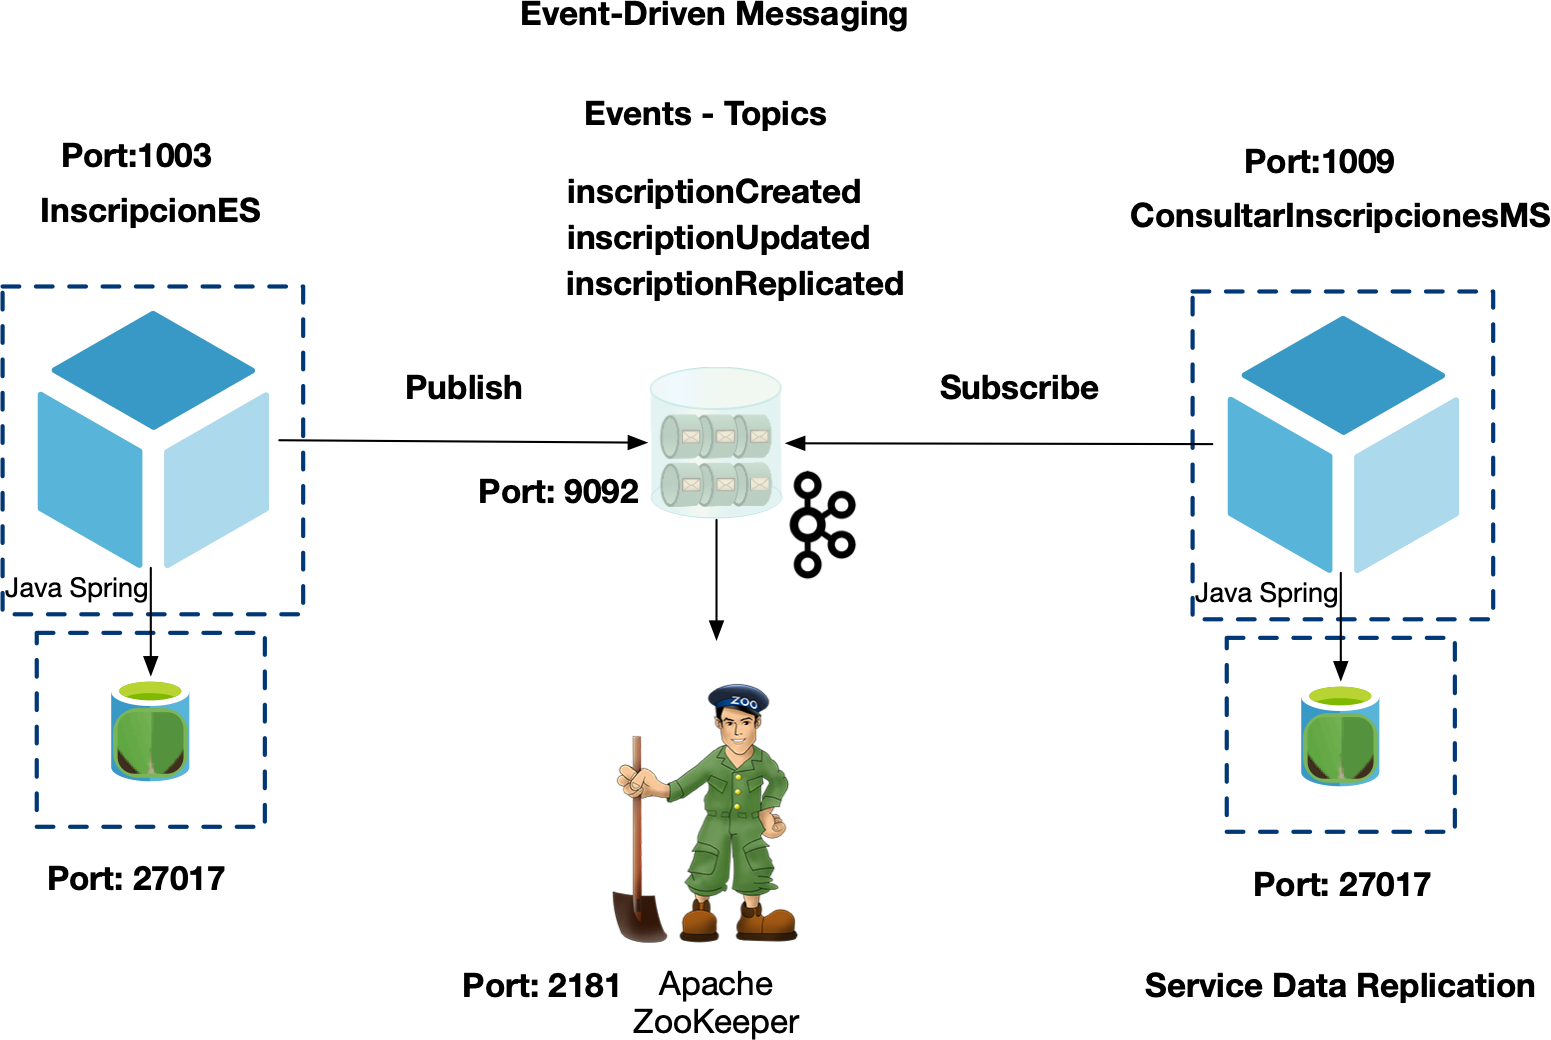 Event-Driven Messaging
Events - Topics
inscriptionCreated
inscriptionUpdated
inscriptionReplicated
Port:1003
InscripcionES
Port:1009
ConsultarInscripcionesMS
Publish
Subscribe
Port: 9092
Java Spring
Java Spring
ZOO
Port: 27017
Port: 27017
Port: 2181
Apache
ZooKeeper
Service Data Replication